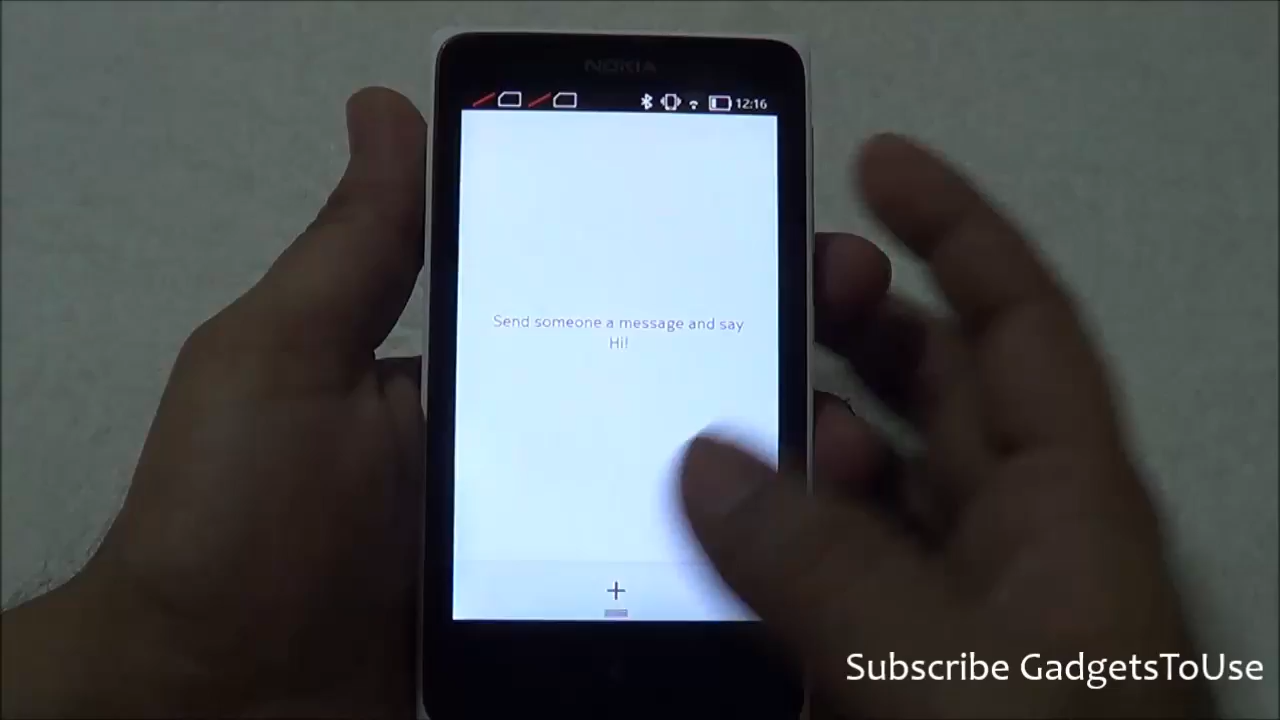 NOKIA
12:16
Send someone a message and say
Hi!
+
Subscribe GadgetsToUse